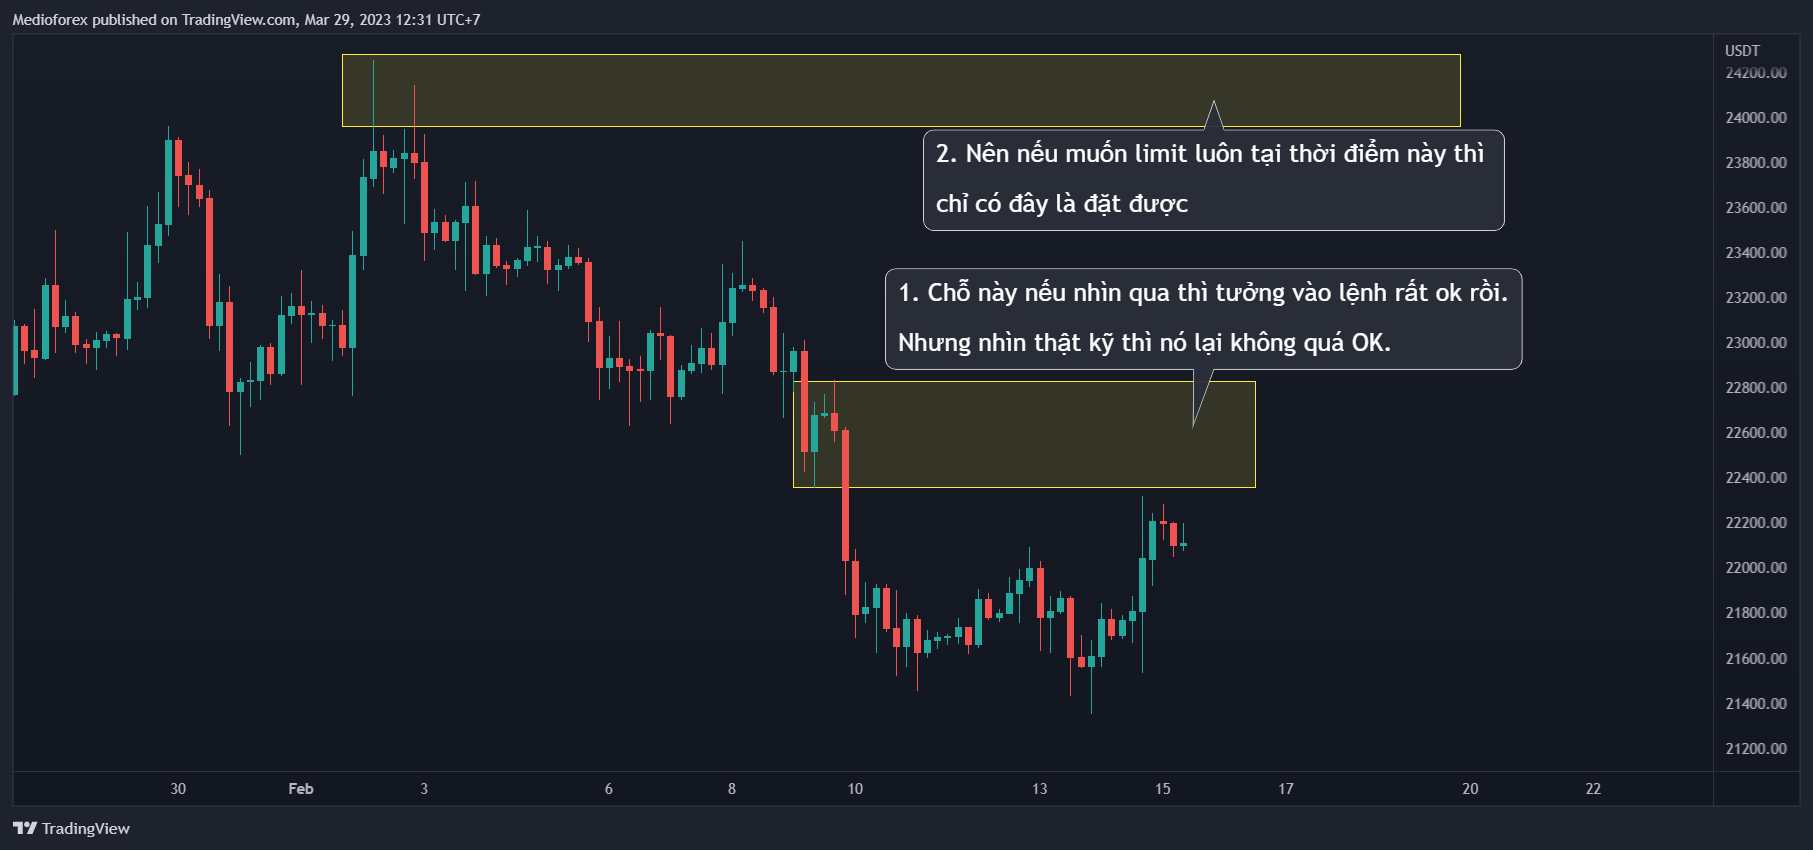 Medioforex published on TradingView.com, Mar 29, 2023 12:31 UTC+7
USDT
24200.00
24000.00
2. Nên nếu muốn limit luôn tại thời điểm này thì
chỉ có đây là đặt được
23800.00
23600.00
23400.00
1. Chỗ này nếu nhìn qua thì tưởng vào lệnh rất ok rồi.
Nhưng nhìn thật kỹ thì nó lại không quá OK.
23200.00
23000.00
22800.00
22600.00
22400.00
22200.00
22000.00
21800.00
21600.00
21400.00
21200.00
30 Feb 3 6 8 10 13 15 17 20 22
TradingView